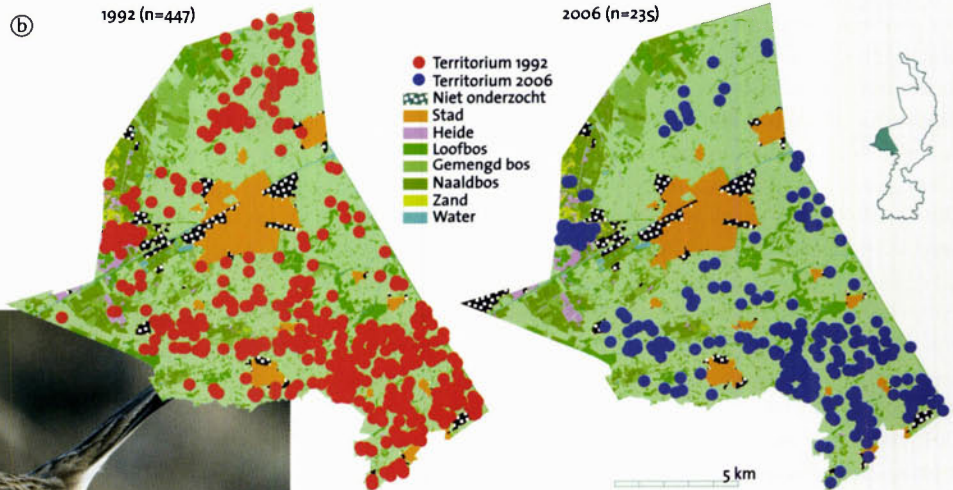 b
1992 (n=447)
2006 (n=235)
Territorium 1992
Territorium 2006
Niet onderzocht
Stad
Heide
Loofbos
Gemengd bos
Naaldbos
Zand
Water
5 km